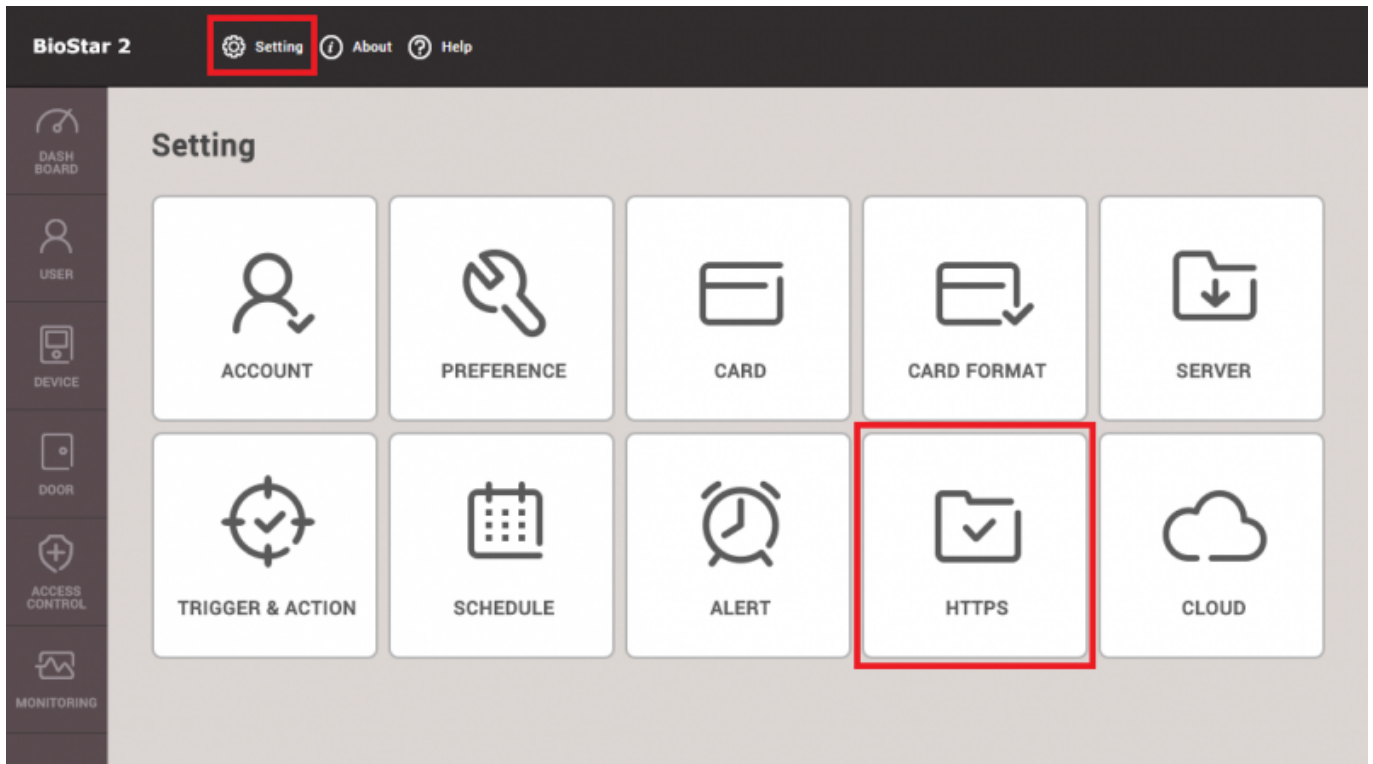 BioStar 2
Setting
About
Help
DASH
BOARD
USER
DEVICE
DOOR
ACCESS
CONTROL
MONITORING
Setting
ACCOUNT
PREFERENCE
CARD
CARD FORMAT
SERVER
TRIGGER & ACTION
SCHEDULE
ALERT
HTTPS
CLOUD